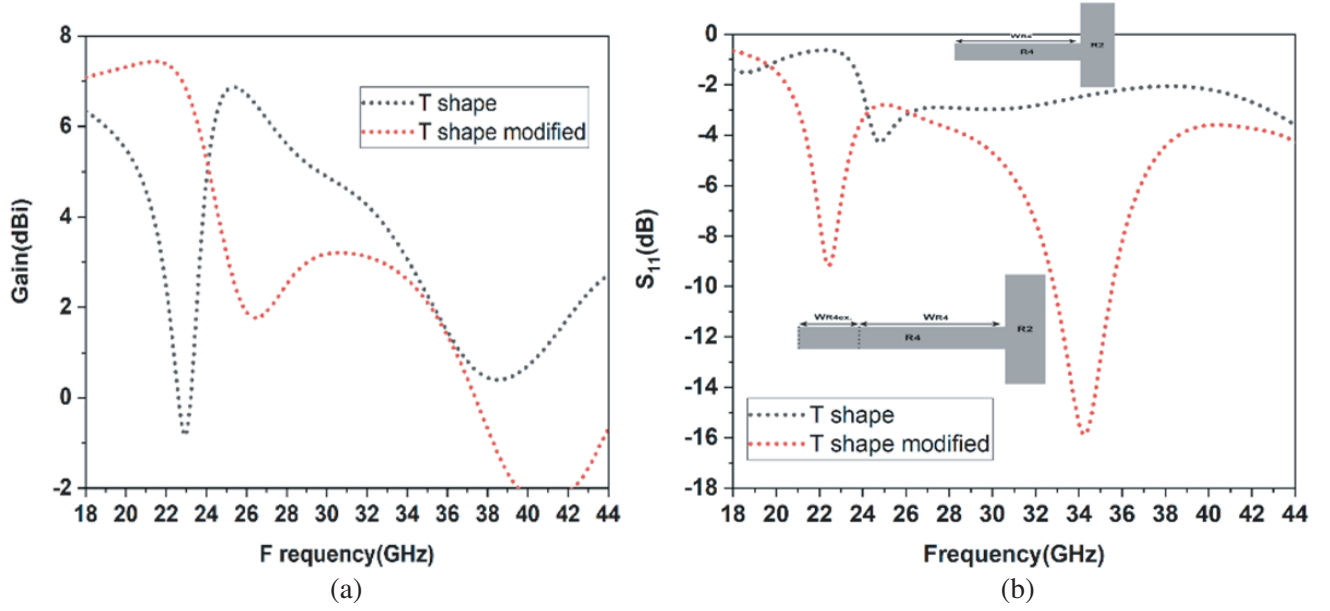 8
6
4
2
0
-2
Gain(dBi)
T shape
T shape modified
18 20 22 24 26 28 30 32 34 36 38 40 42 44
F requency(GHz)
(a)
0
-2
-4
-6
-8
-10
-12
-14
-16
-18
S11(dB)
R4
R2
WR4ex. WR4
R4
R2
T shape
T shape modified
18 20 22 24 26 28 30 32 34 36 38 40 42 44
Frequency(GHz)
(b)